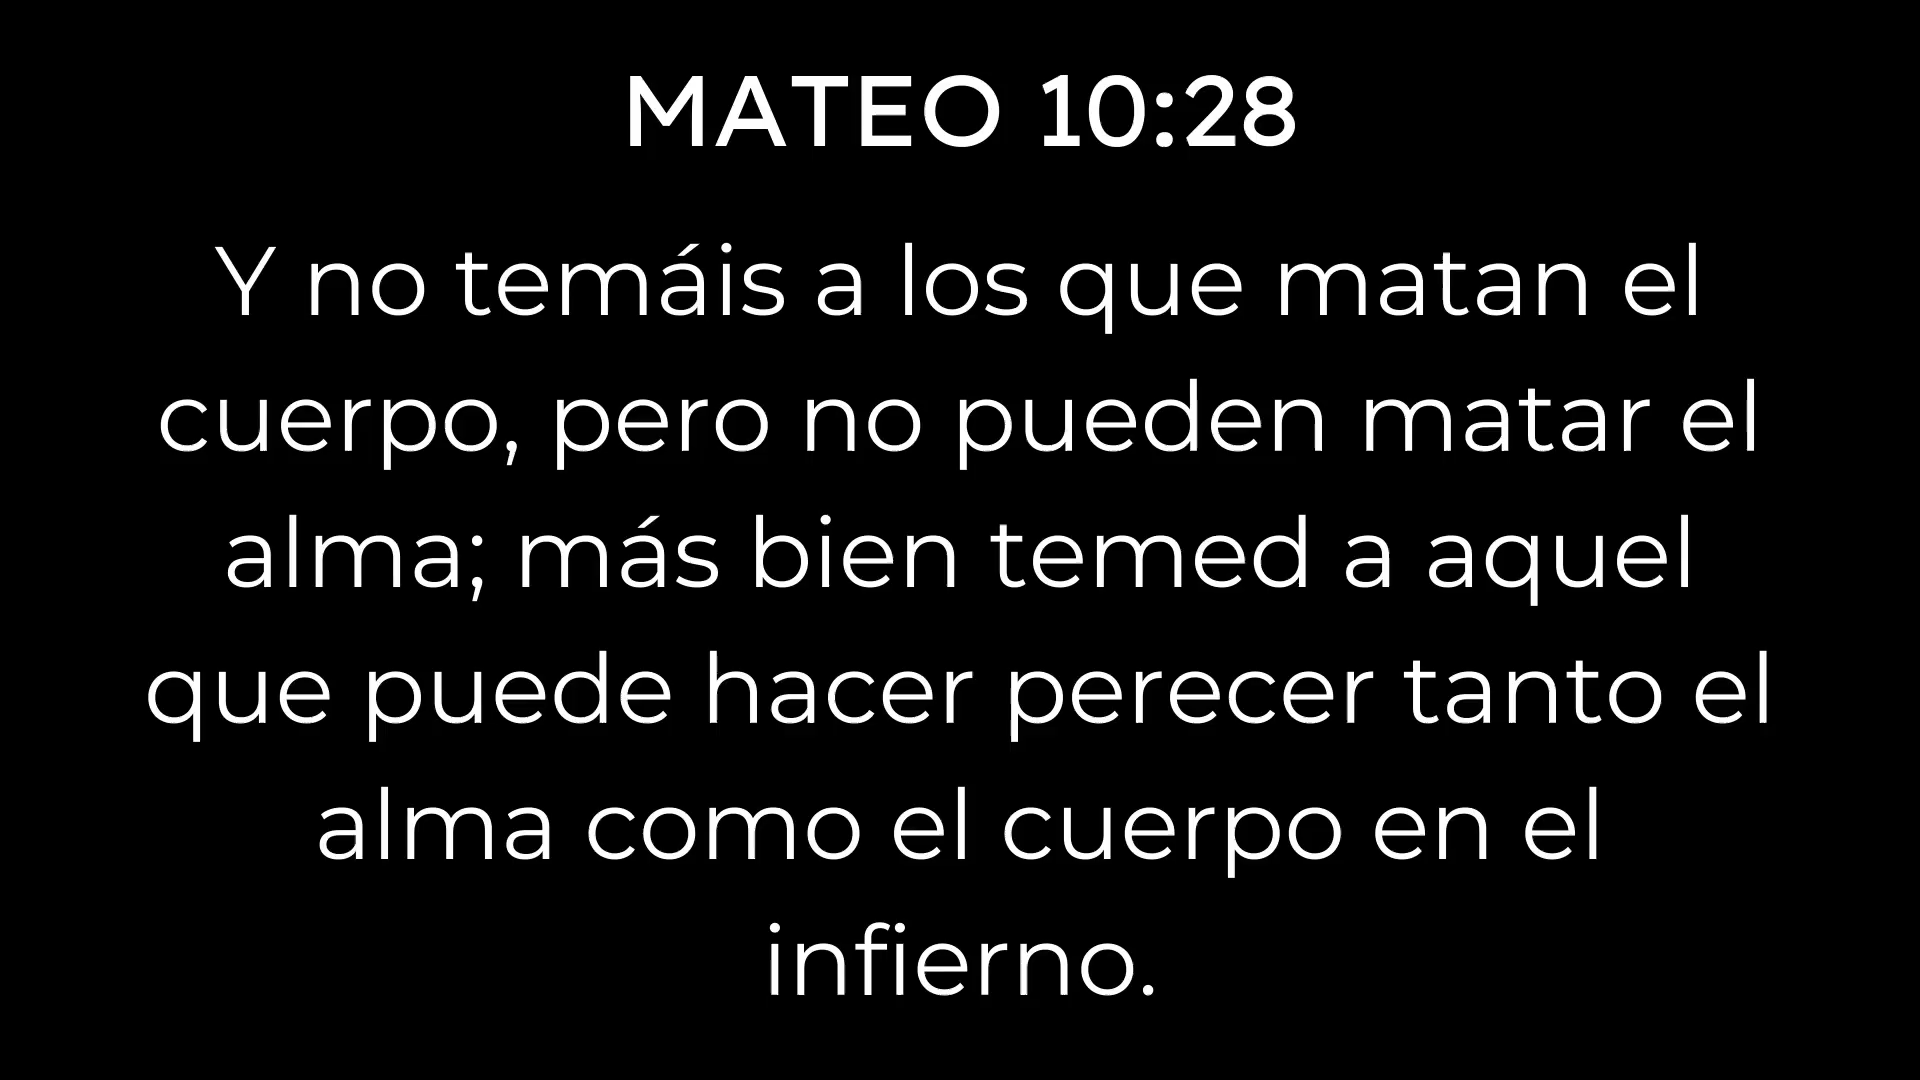 MATEO 10:28
Y no temáis a los que matan el
cuerpo, pero no pueden matar el
alma; más bien temed a aquel
que puede hacer perecer tanto el
alma como el cuerpo en el
infierno.